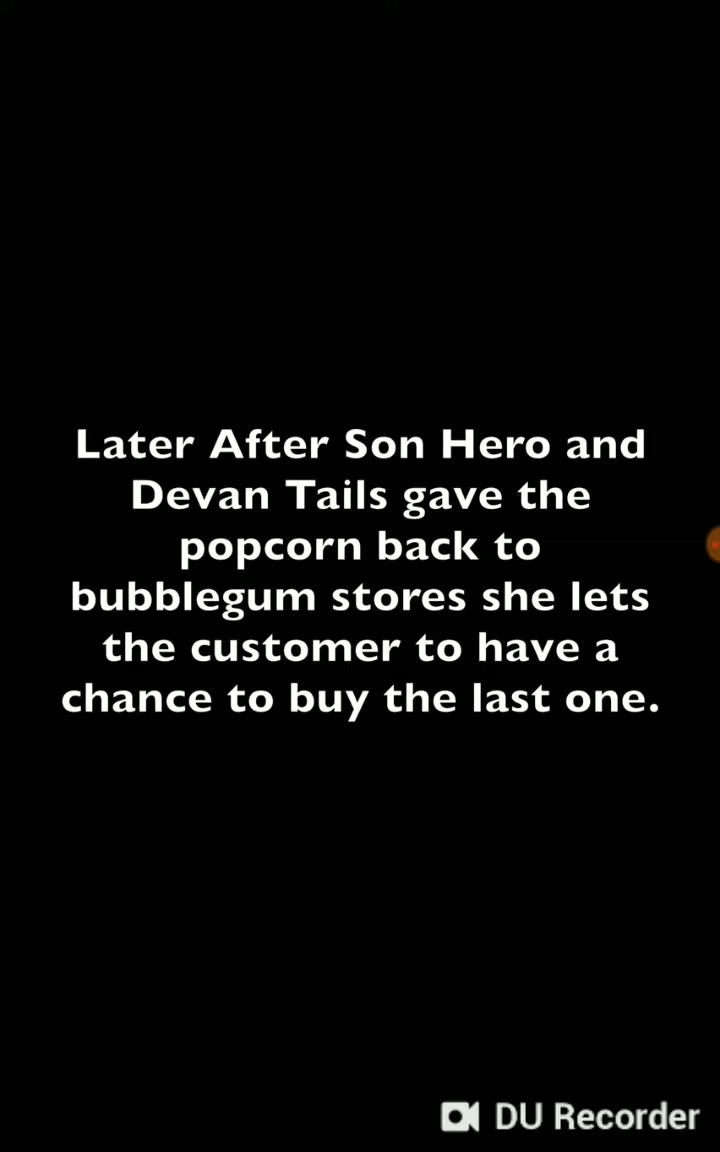 Later After Son Hero and
Devan Tails gave the
popcorn back to
bubblegum stores she lets
the customer to have a
chance to buy the last one.
DU Recorder